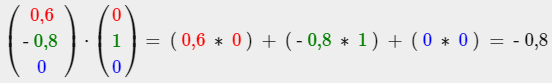 ( 0,6 -0,8 0 ) · ( 0 1 0 ) = ( 0,6 * 0 ) + ( -0,8 * 1 ) + ( 0 * 0 ) = -0,8